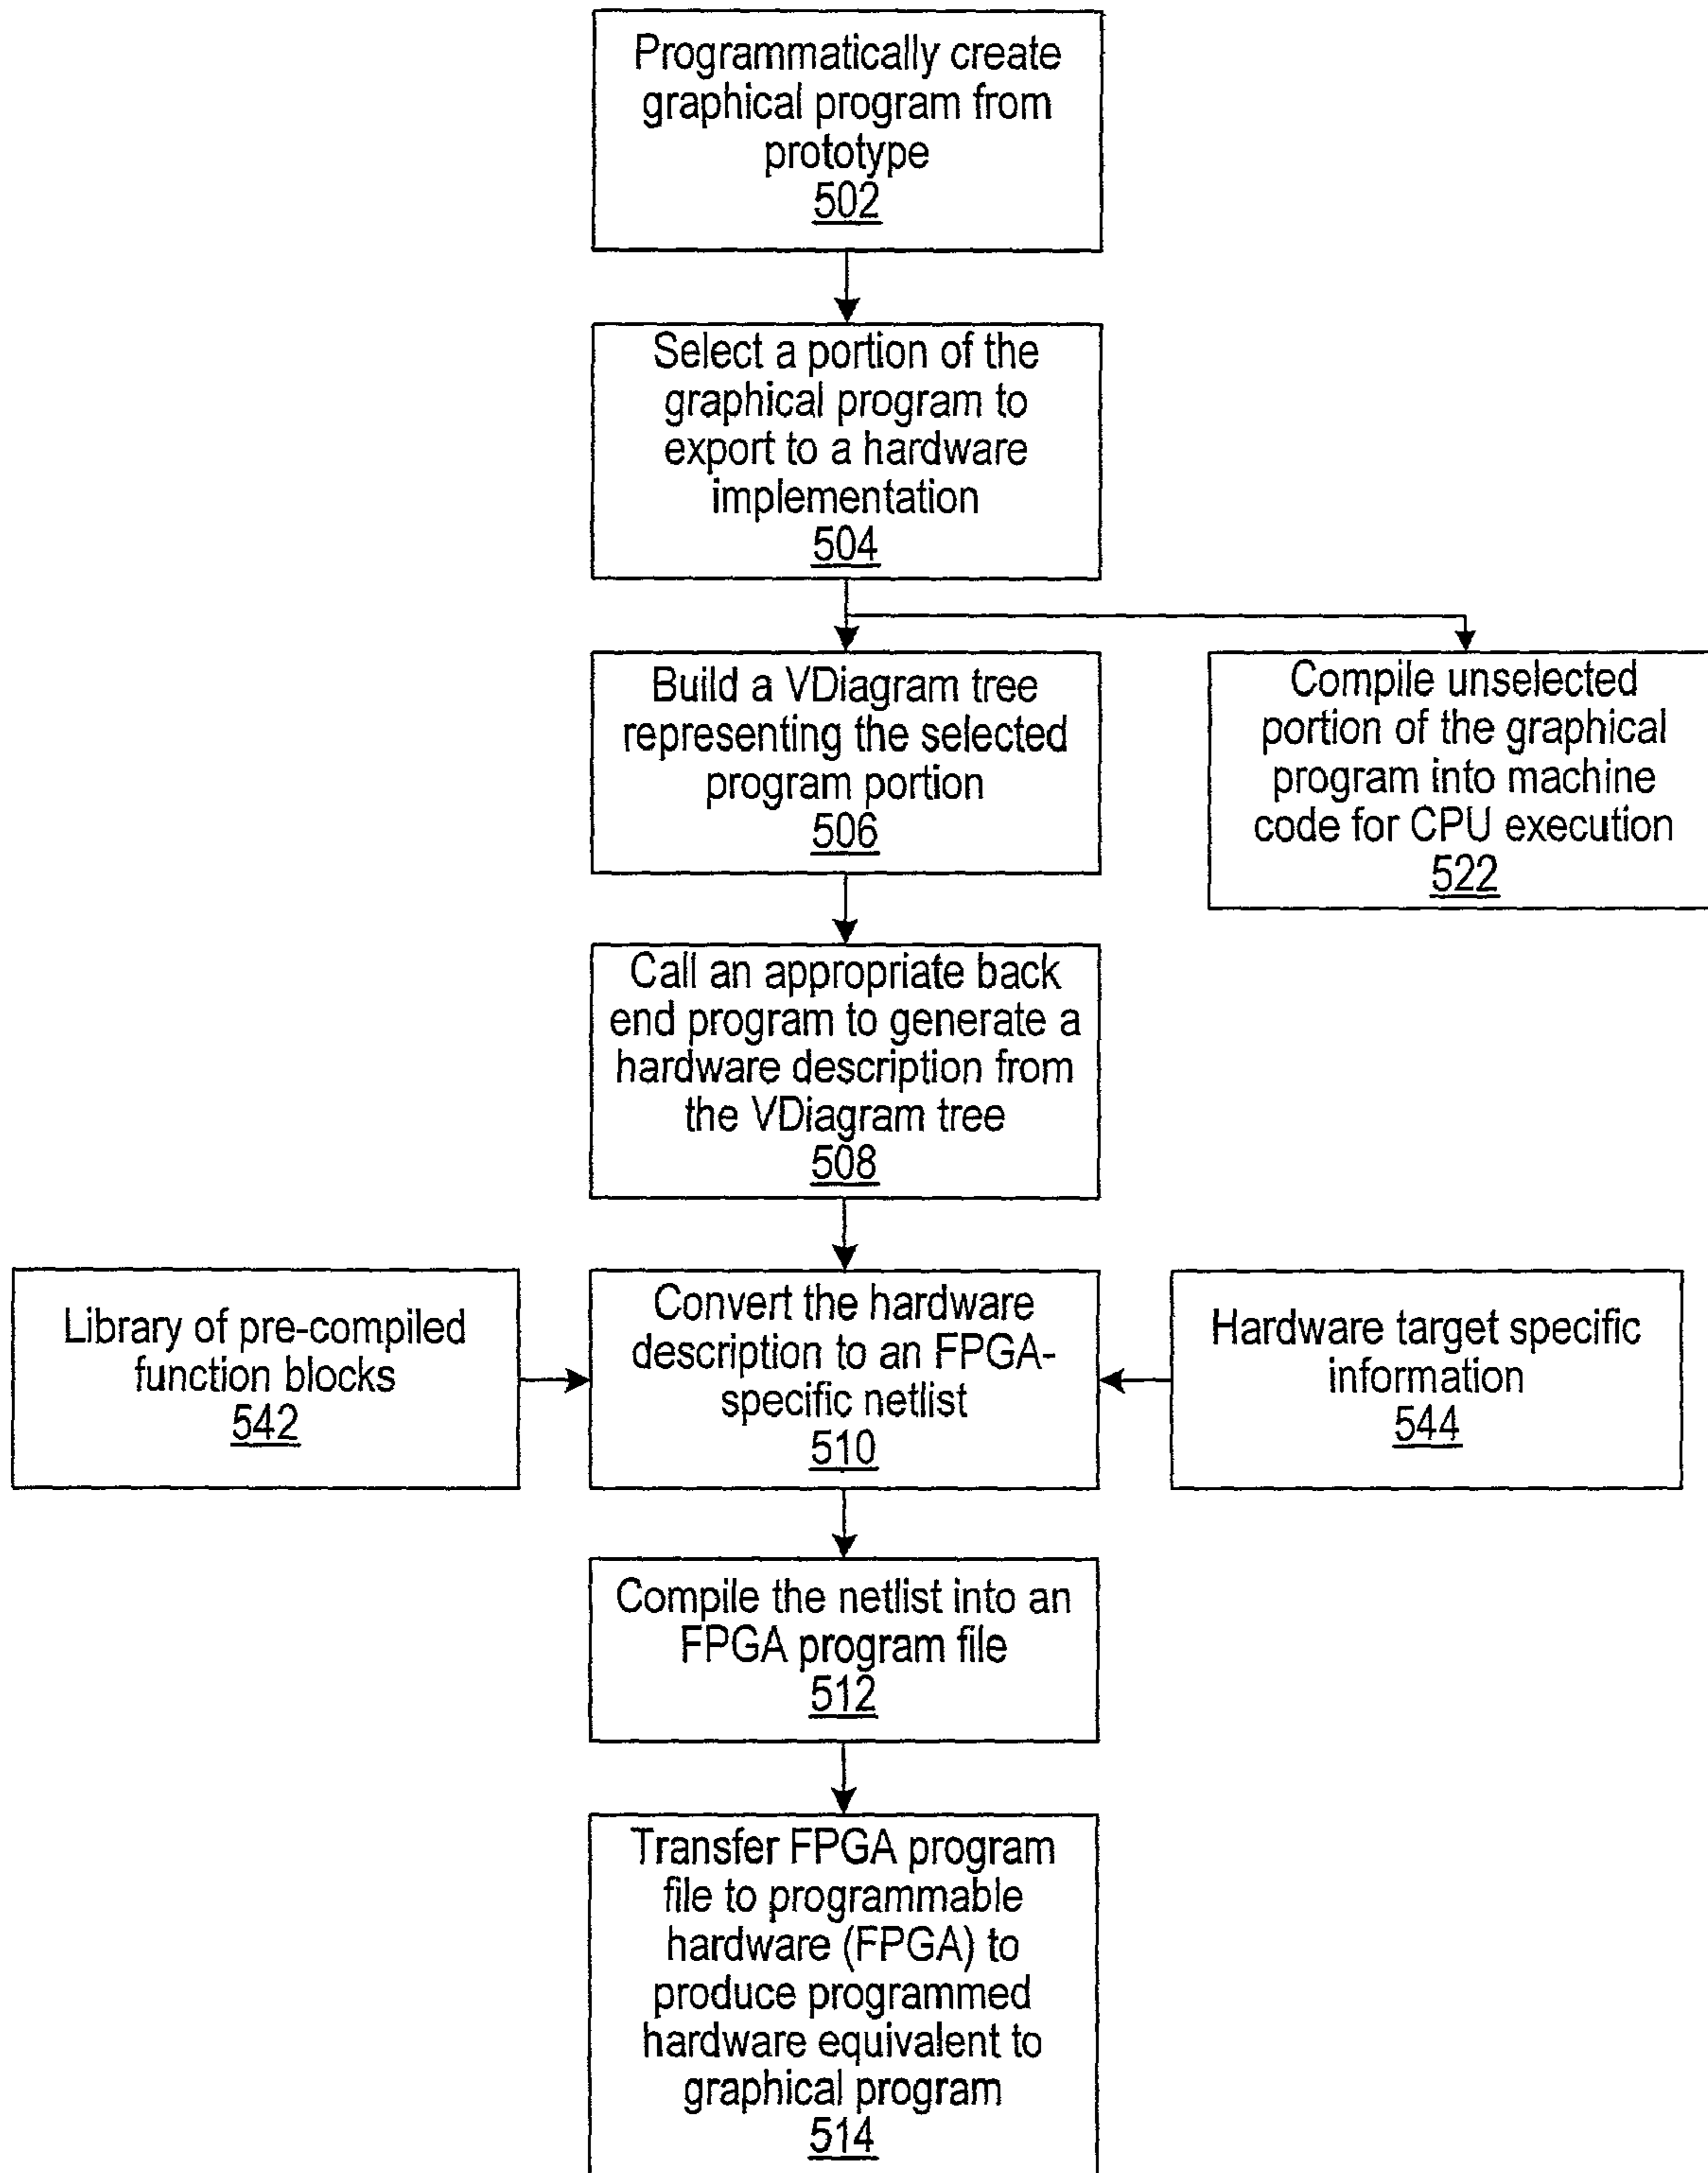 Programmatically create
graphical program from
prototype
502
Select a portion of the
graphical program to
export to a hardware
implementation
504
Build a VDiagram tree
representing the selected
program portion
506
Compile unselected
portion of the graphical
program into machine
code for CPU execution
522
Call an appropriate back
end program to generate a
hardware description from
the VDiagram tree
508
Library of pre-compiled
function blocks
542
Convert the hardware
description to an FPGA-
specific netlist
510
Hardware target specific
information
544
Compile the netlist into an
FPGA program file
512
Transfer FPGA program
file to programmable
hardware (FPGA) to
produce programmed
hardware equivalent to
graphical program
514